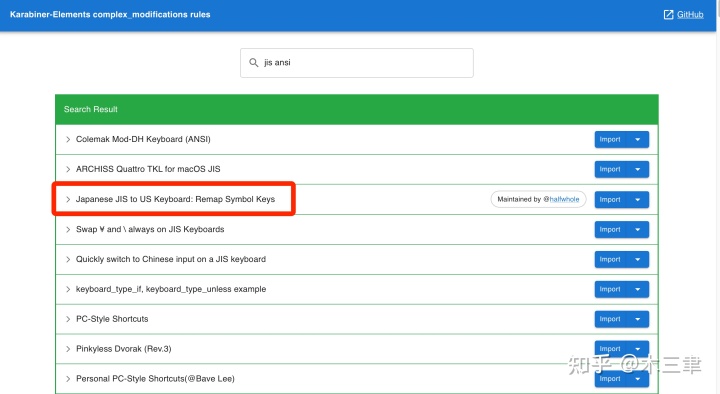 Karabiner-Elements complex_modifications rules GitHub
jis ansi
Search Result
Colemak Mod-DH Keyboard (ANSI) Import
ARCHISS Quattro TKL for macOS JIS Import
Japanese JIS to US Keyboard: Remap Symbol Keys Maintained by @halfwhole Import
Swap ¥ and \ always on JIS Keyboards Import
Quickly switch to Chinese input on a JIS keyboard Import
keyboard_type_if, keyboard_type_unless example Import
PC-Style Shortcuts Import
Pinkyless Dvorak (Rev.3) Import
Personal PC-Style Shortcuts(@Bave Lee) Import
知乎 @木三聿